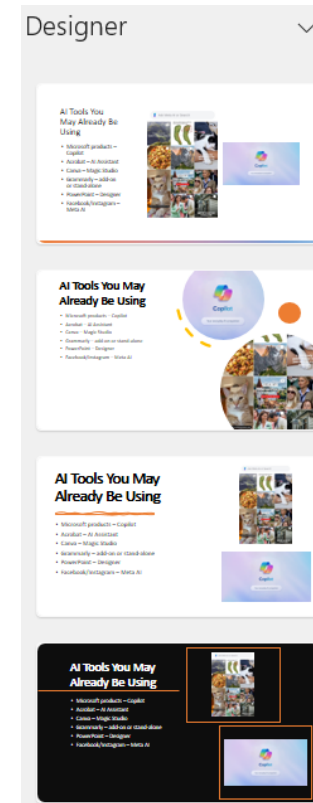 Designer
AI Tools You
May Already Be
Using
• Microsoft products –
Copilot
• Acrobat – AI Assistant
• Canva – Magic Studio
• Grammarly – add-on
or stand-alone
• PowerPoint – Designer
• Facebook/Instagram –
Meta AI
Copilot
AI Tools You May
Already Be Using
• Microsoft products - Copilot
• Acrobat - AI Assistant
• Canva - Magic Studio
• Grammarly - add-on or stand-alone
• PowerPoint - Designer
• Facebook/Instagram - Meta AI
Copilot
AI Tools You May
Already Be Using
• Microsoft products – Copilot
• Acrobat – AI Assistant
• Canva – Magic Studio
• Grammarly – add-on or stand-alone
• PowerPoint – Designer
• Facebook/Instagram – Meta AI
Copilot
AI Tools You May
Already Be Using
• Microsoft products – Copilot
• Acrobat – AI Assistant
• Canva – Magic Studio
• Grammarly – add-on or stand-alone
• PowerPoint – Designer
• Facebook/Instagram – Meta AI
Copilot